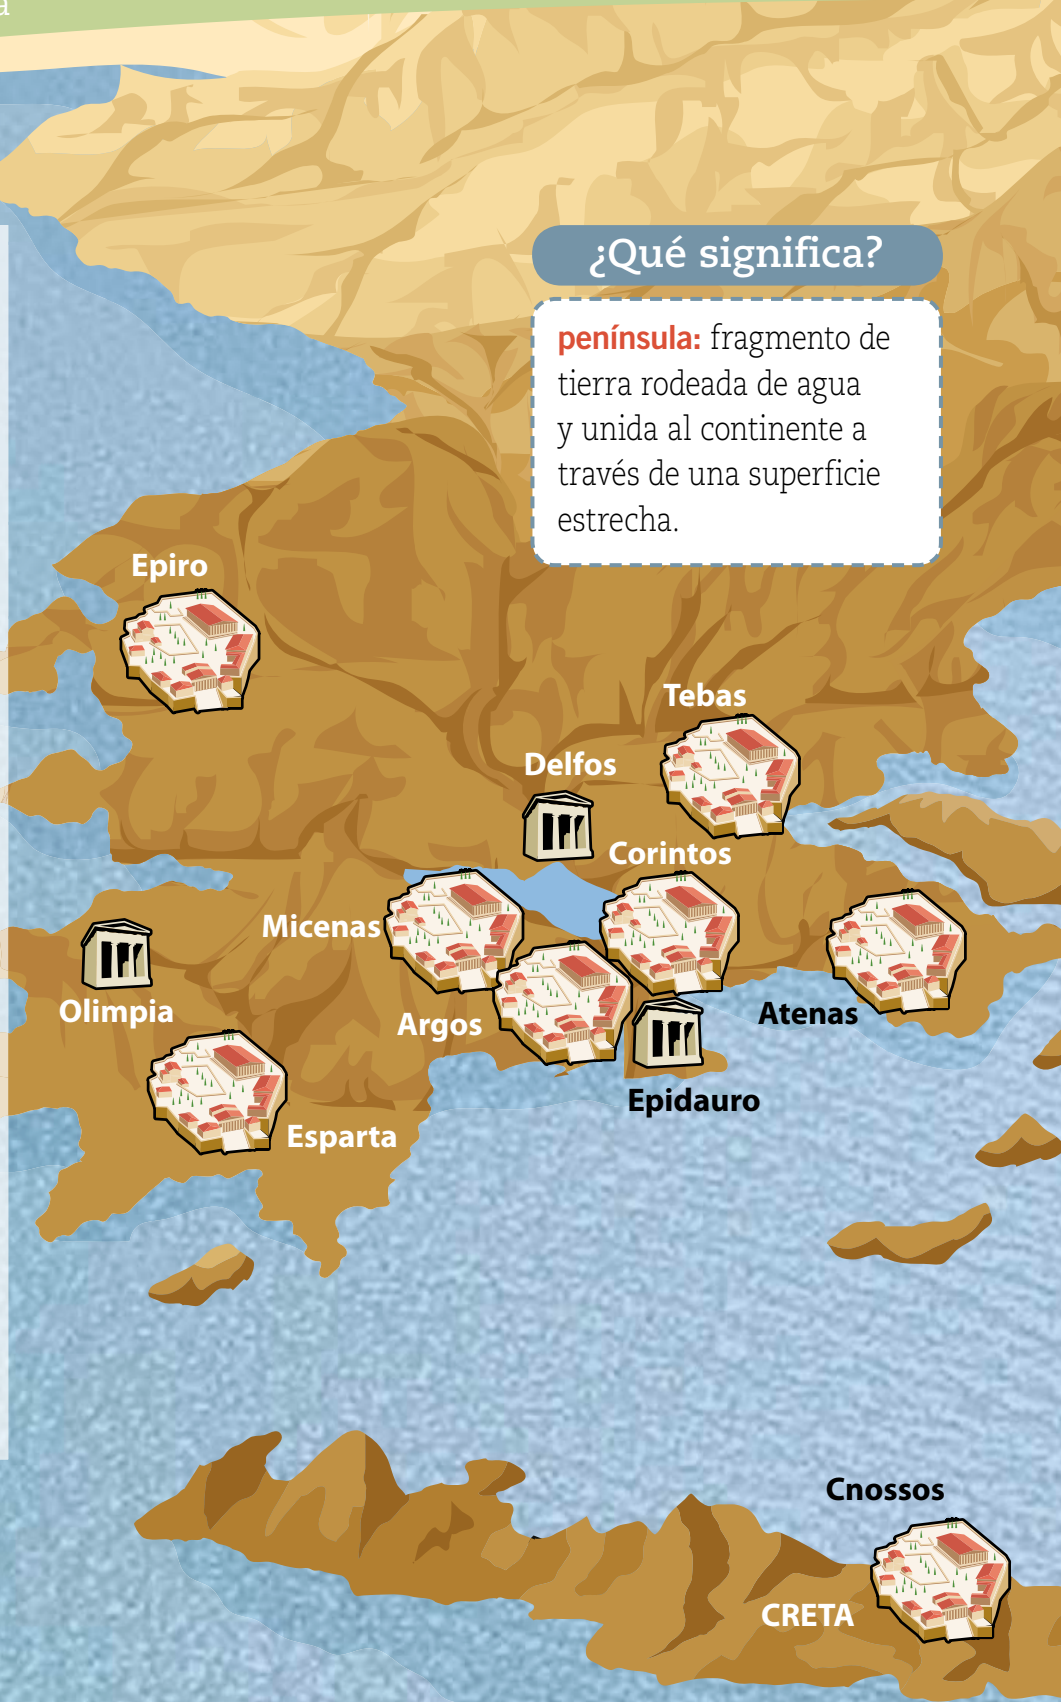 a
¿Qué significa?
península: fragmento de
tierra rodeada de agua
y unida al continente a
través de una superficie
estrecha.
Epiro
Tebas
Delfos
Corintos
Micenas
Olimpia
Argos
Atenas
Epidauro
Esparta
Cnossos
CRETA